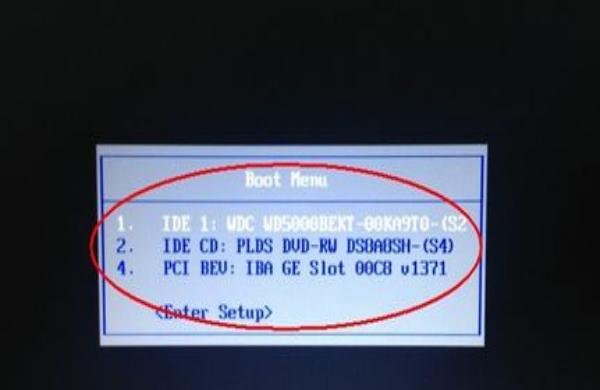 Boot Menu
1. IDE 1: WDC WD5000BEKT-00KA9T0-(S2
2. IDE CD: PLDS DVD-RW DS8A8SH-(S4)
4. PCI BEV: IBA GE Slot 00C8 v1371
<Enter Setup>